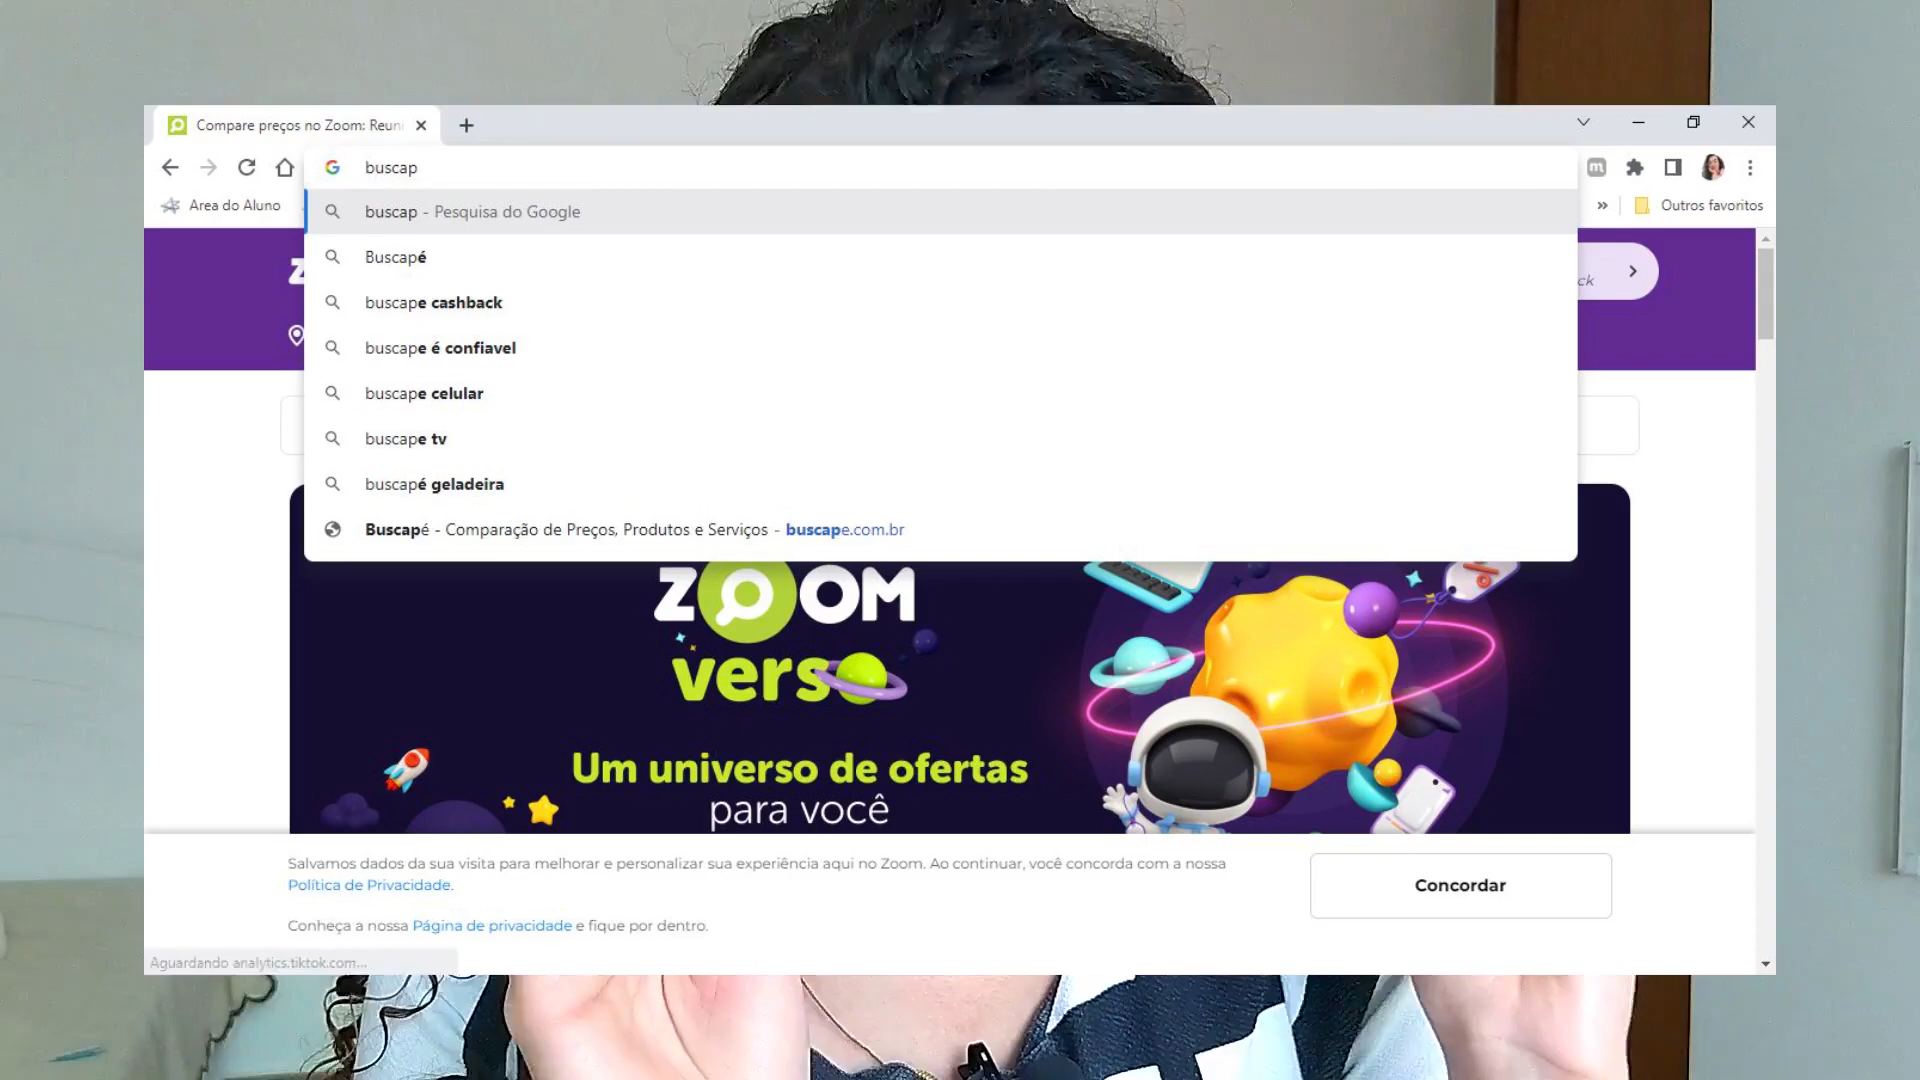 Compare preços no Zoom: Reuni
buscap
Area do Aluno
Outros favoritos
buscap - Pesquisa do Google
Buscapé
buscape cashback
buscape é confiavel
buscape celular
buscape tv
buscapé geladeira
Buscapé - Comparação de Preços, Produtos e Serviços - buscape.com.br
ck
ZOOM
verso
Um universo de ofertas
para você
Salvamos dados da sua visita para melhorar e personalizar sua experiência aqui no Zoom. Ao continuar, você concorda com a nossa
Política de Privacidade.
Concordar
Conheça a nossa Página de privacidade e fique por dentro.
Aguardando analytics.tiktok.com...